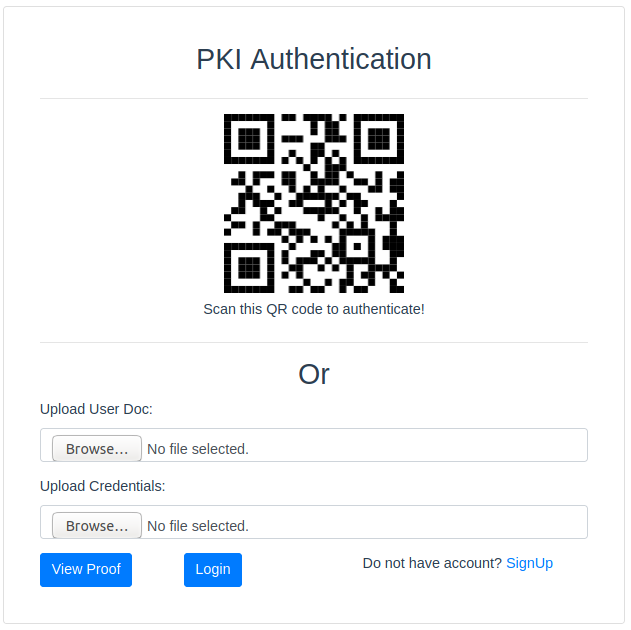 PKI Authentication
Scan this QR code to authenticate!
Or
Upload User Doc:
Browse... No file selected.
Upload Credentials:
Browse... No file selected.
View Proof Login Do not have account? SignUp